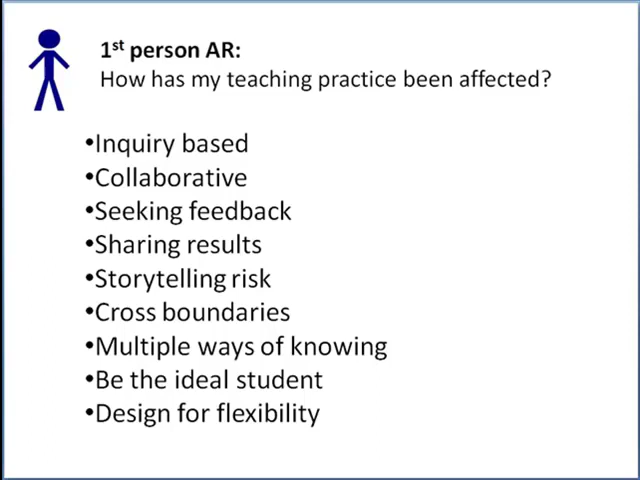 1st person AR:
How has my teaching practice been affected?
•Inquiry based
•Collaborative
•Seeking feedback
•Sharing results
•Storytelling risk
•Cross boundaries
•Multiple ways of knowing
•Be the ideal student
•Design for flexibility